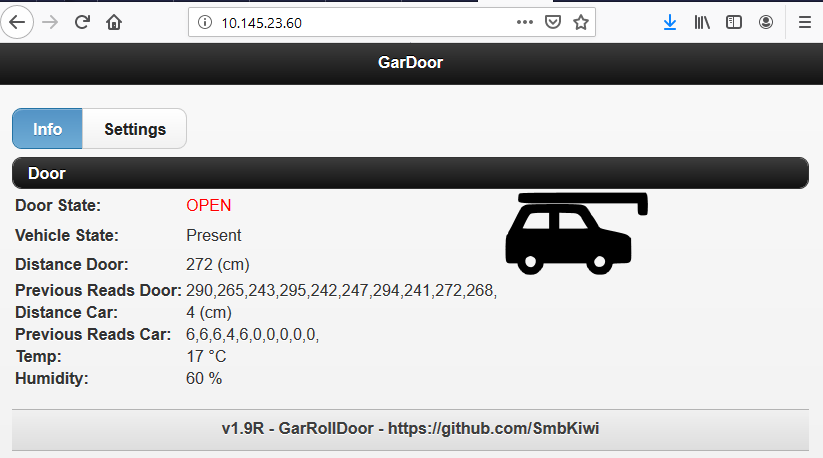 10.145.23.60
GarDoor
Info Settings
Door
Door State: OPEN
Vehicle State: Present
Distance Door: 272 (cm)
Previous Reads Door: 290,265,243,295,242,247,294,241,272,268,
Distance Car: 4 (cm)
Previous Reads Car: 6,6,6,4,6,0,0,0,0,0,
Temp: 17 °C
Humidity: 60 %
v1.9R - GarRollDoor - https://github.com/SmbKiwi